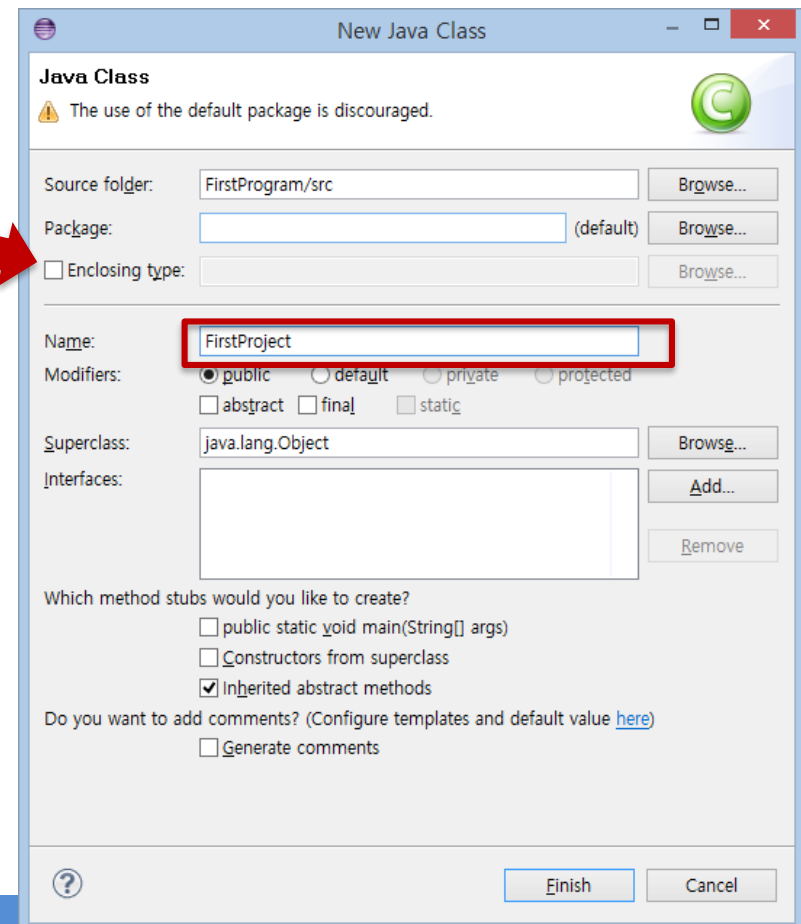 New Java Class
Java Class
The use of the default package is discouraged.
Source folder: FirstProgram/src Browse...
Package: (default) Browse...
Enclosing type: Browse...
Name: FirstProject
Modifiers: public default private protected
abstract final static
Superclass: java.lang.Object Browse...
Interfaces: Add...
Remove
Which method stubs would you like to create?
public static void main(String[] args)
Constructors from superclass
Inherited abstract methods
Do you want to add comments? (Configure templates and default value here)
Generate comments
Finish Cancel